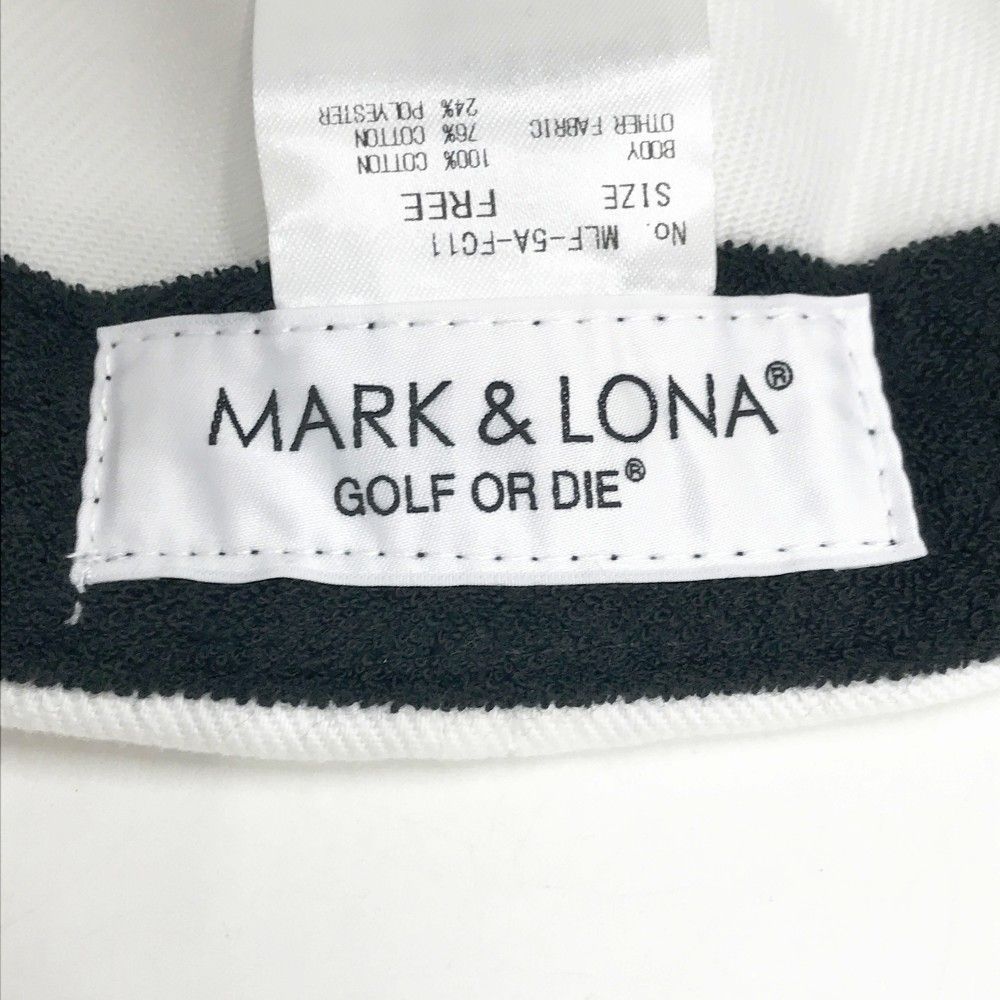 No. MLF-5A-FC11
SIZE FREE
BODY 100% COTTON
OTHER FABRIC 76% COTTON
24% POLYESTER
MARK & LONA®
GOLF OR DIE®